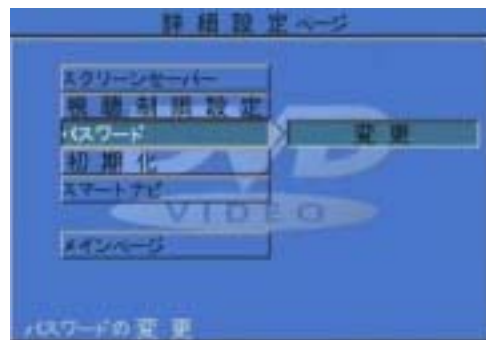 詳細設定ページ
スクリーンセーバー
視聴制限設定
パスワード
変更
初期化
スマートナビ
VIDEO
メインページ
パスワードの変更